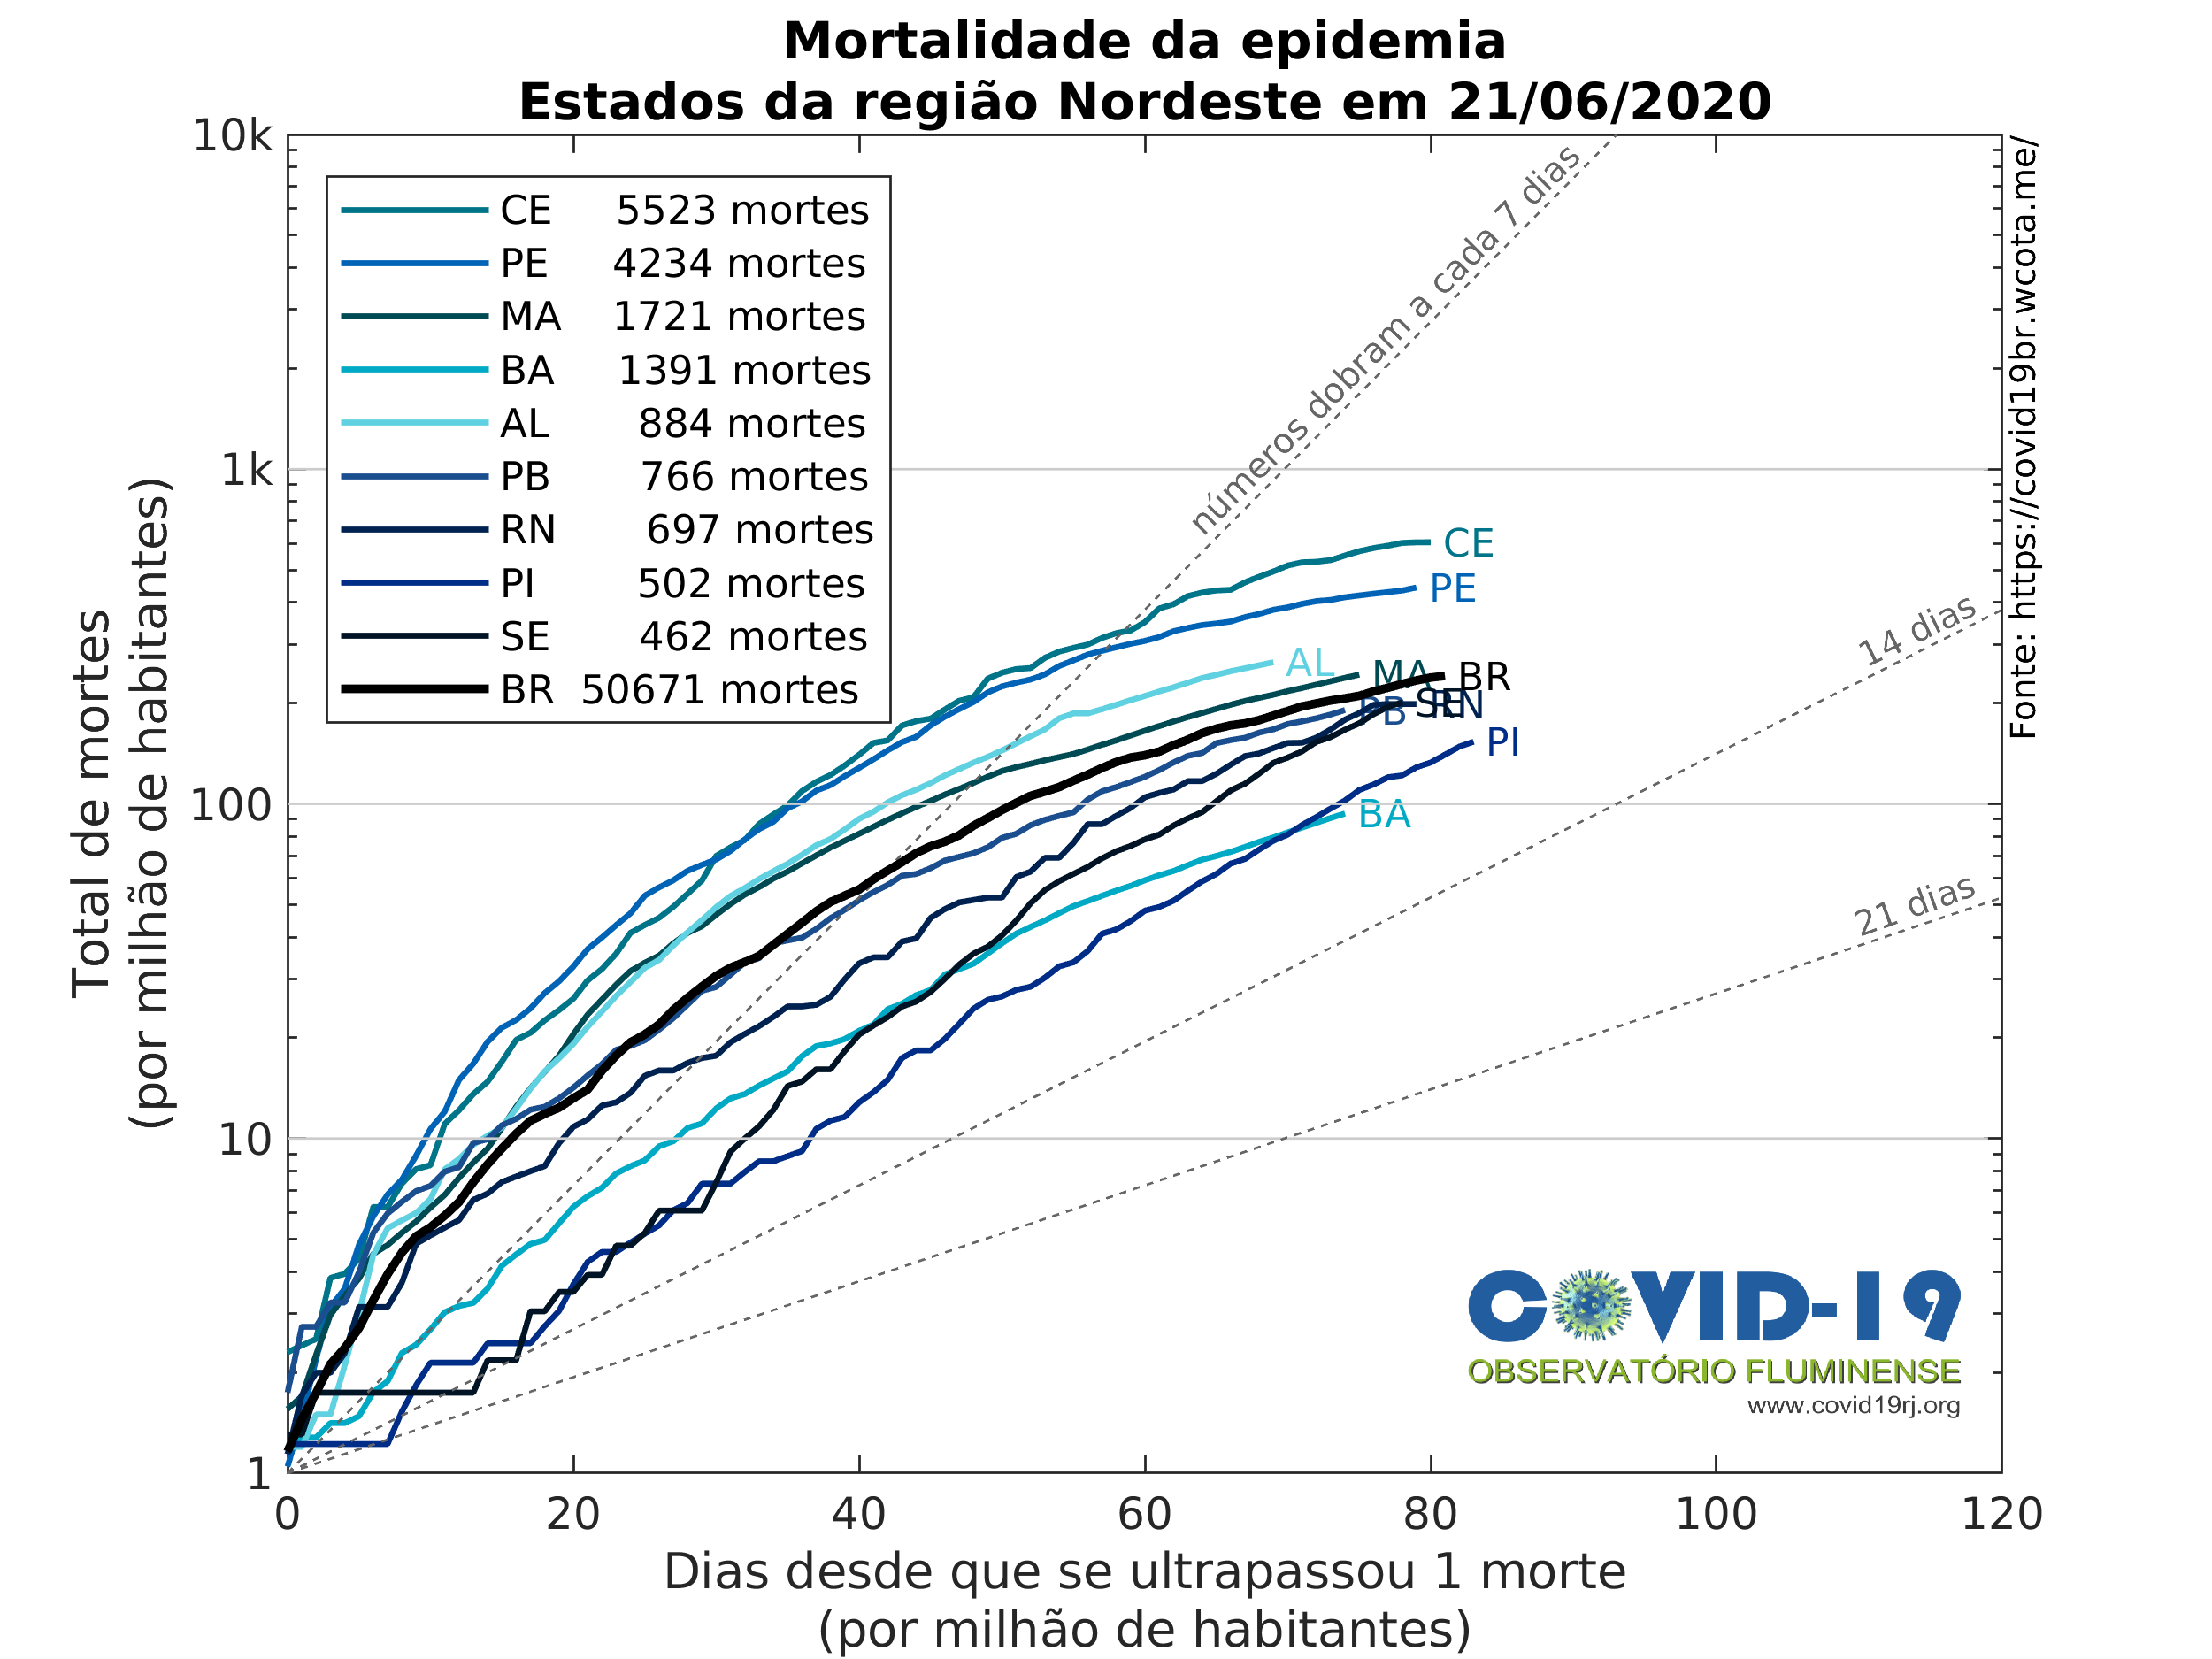 Mortalidade da epidemia
Estados da região Nordeste em 21/06/2020
Total de mortes
(por milhão de habitantes)
10k
1k
100
10
1
CE 5523 mortes
PE 4234 mortes
MA 1721 mortes
BA 1391 mortes
AL 884 mortes
PB 766 mortes
RN 697 mortes
PI 502 mortes
SE 462 mortes
BR 50671 mortes
números dobram a cada 7 dias
14 dias
21 dias
CE
PE
AL
MA
BR
PB
SE
RN
PI
BA
Fonte: https://covid19br.wcota.me/
COVID-19
OBSERVATÓRIO FLUMINENSE
www.covid19rj.org
0 20 40 60 80 100 120
Dias desde que se ultrapassou 1 morte
(por milhão de habitantes)